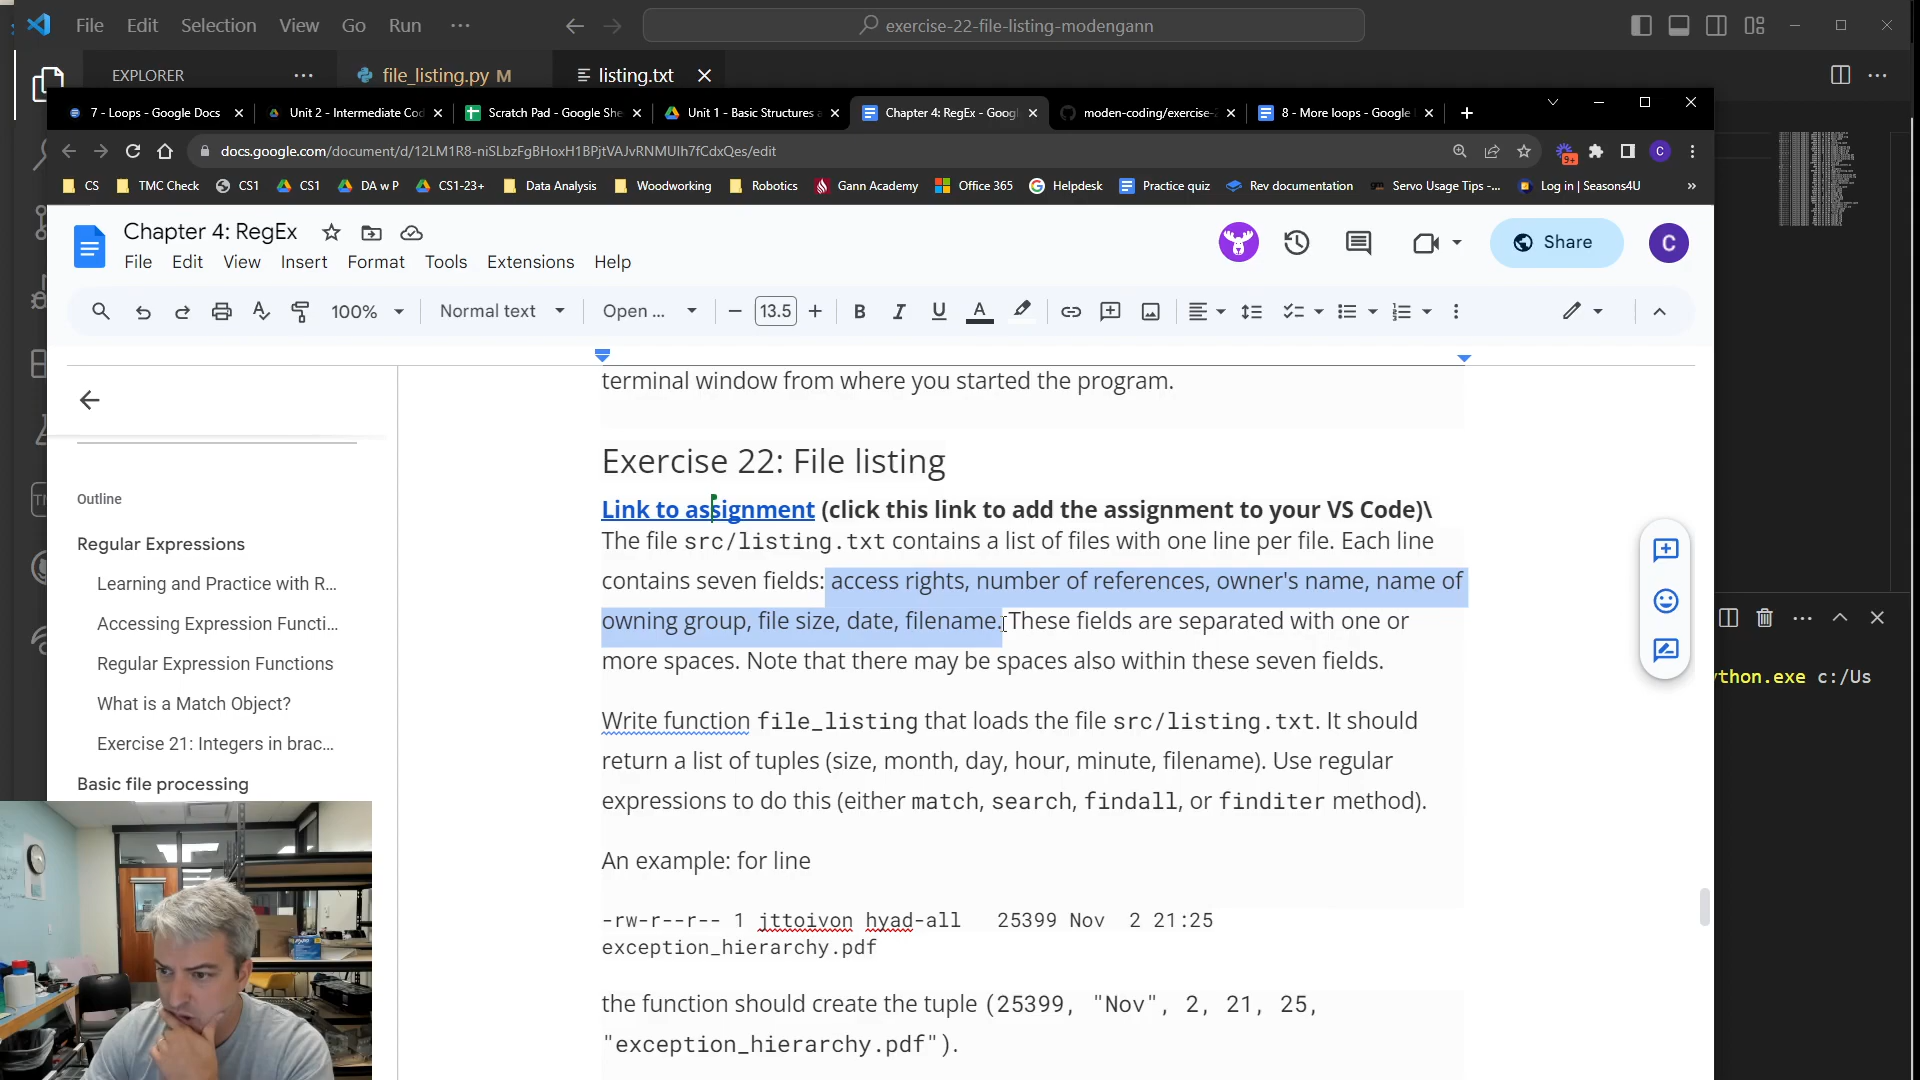 File Edit Selection View Go Run ··· exercise-22-file-listing-modengann
EXPLORER ··· file_listing.py M listing.txt
7 - Loops - Google Docs Unit 2 - Intermediate Co Scratch Pad - Google She Unit 1 - Basic Structures a Chapter 4: RegEx - Goog moden-coding/exercise- 8 - More loops - Google
docs.google.com/document/d/12LM1R8-niSLbzFgBHoxH1BPjtVAJvRNMUIh7fCdxQes/edit 9+ C
CS TMC Check CS1 CS1 DA w P CS1-23+ Data Analysis Woodworking Robotics Gann Academy Office 365 Helpdesk Practice quiz Rev documentation Servo Usage Tips -... Log in | Seasons4U »
Chapter 4: RegEx
Share C
File Edit View Insert Format Tools Extensions Help
100% Normal text Open ... 13.5 B I U A
terminal window from where you started the program.
Exercise 22: File listing
Link to assignment (click this link to add the assignment to your VS Code)\
The file src/listing.txt contains a list of files with one line per file. Each line
contains seven fields: access rights, number of references, owner's name, name of
owning group, file size, date, filename. These fields are separated with one or
more spaces. Note that there may be spaces also within these seven fields.
Write function file_listing that loads the file src/listing.txt. It should
return a list of tuples (size, month, day, hour, minute, filename). Use regular
expressions to do this (either match, search, findall, or finditer method).
An example: for line
-rw-r--r-- 1 jttoivon hyad-all 25399 Nov 2 21:25
exception_hierarchy.pdf
the function should create the tuple (25399, "Nov", 2, 21, 25,
"exception_hierarchy.pdf").
Outline
Regular Expressions
Learning and Practice with R...
Accessing Expression Functi...
Regular Expression Functions
What is a Match Object?
Exercise 21: Integers in brac...
Basic file processing
thon.exe c:/Us